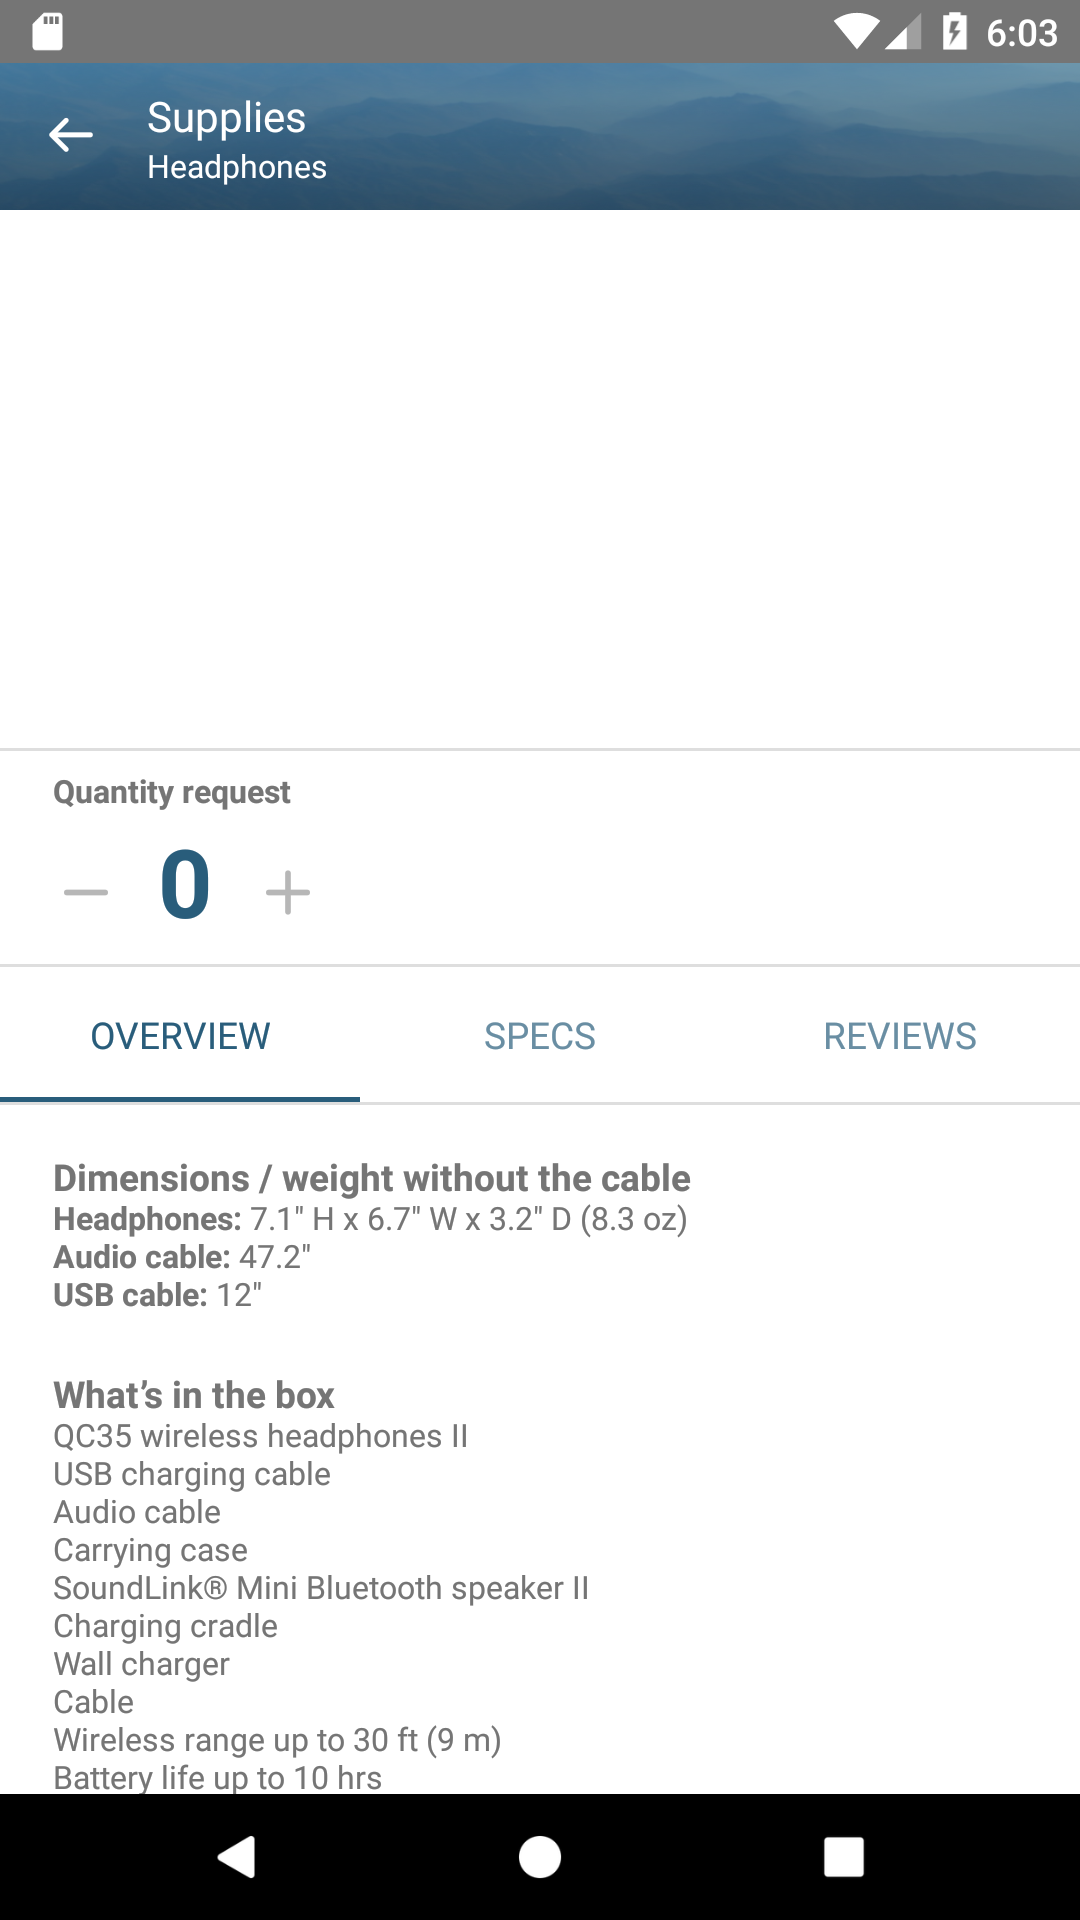 6:03
Supplies
Headphones
Quantity request
0
OVERVIEW SPECS REVIEWS
Dimensions / weight without the cable
Headphones: 7.1" H x 6.7" W x 3.2" D (8.3 oz)
Audio cable: 47.2"
USB cable: 12"
What’s in the box
QC35 wireless headphones II
USB charging cable
Audio cable
Carrying case
SoundLink® Mini Bluetooth speaker II
Charging cradle
Wall charger
Cable
Wireless range up to 30 ft (9 m)
Battery life up to 10 hrs